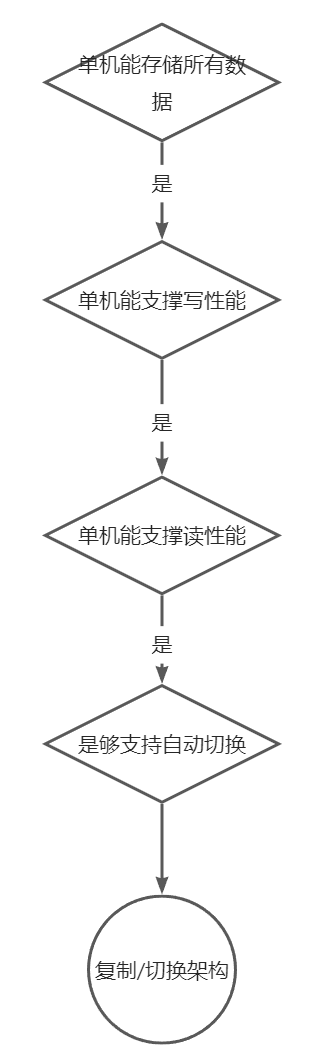 单机能存储所有数
据
是
单机能支撑写性能
是
单机能支撑读性能
是
是够支持自动切换
复制/切换架构